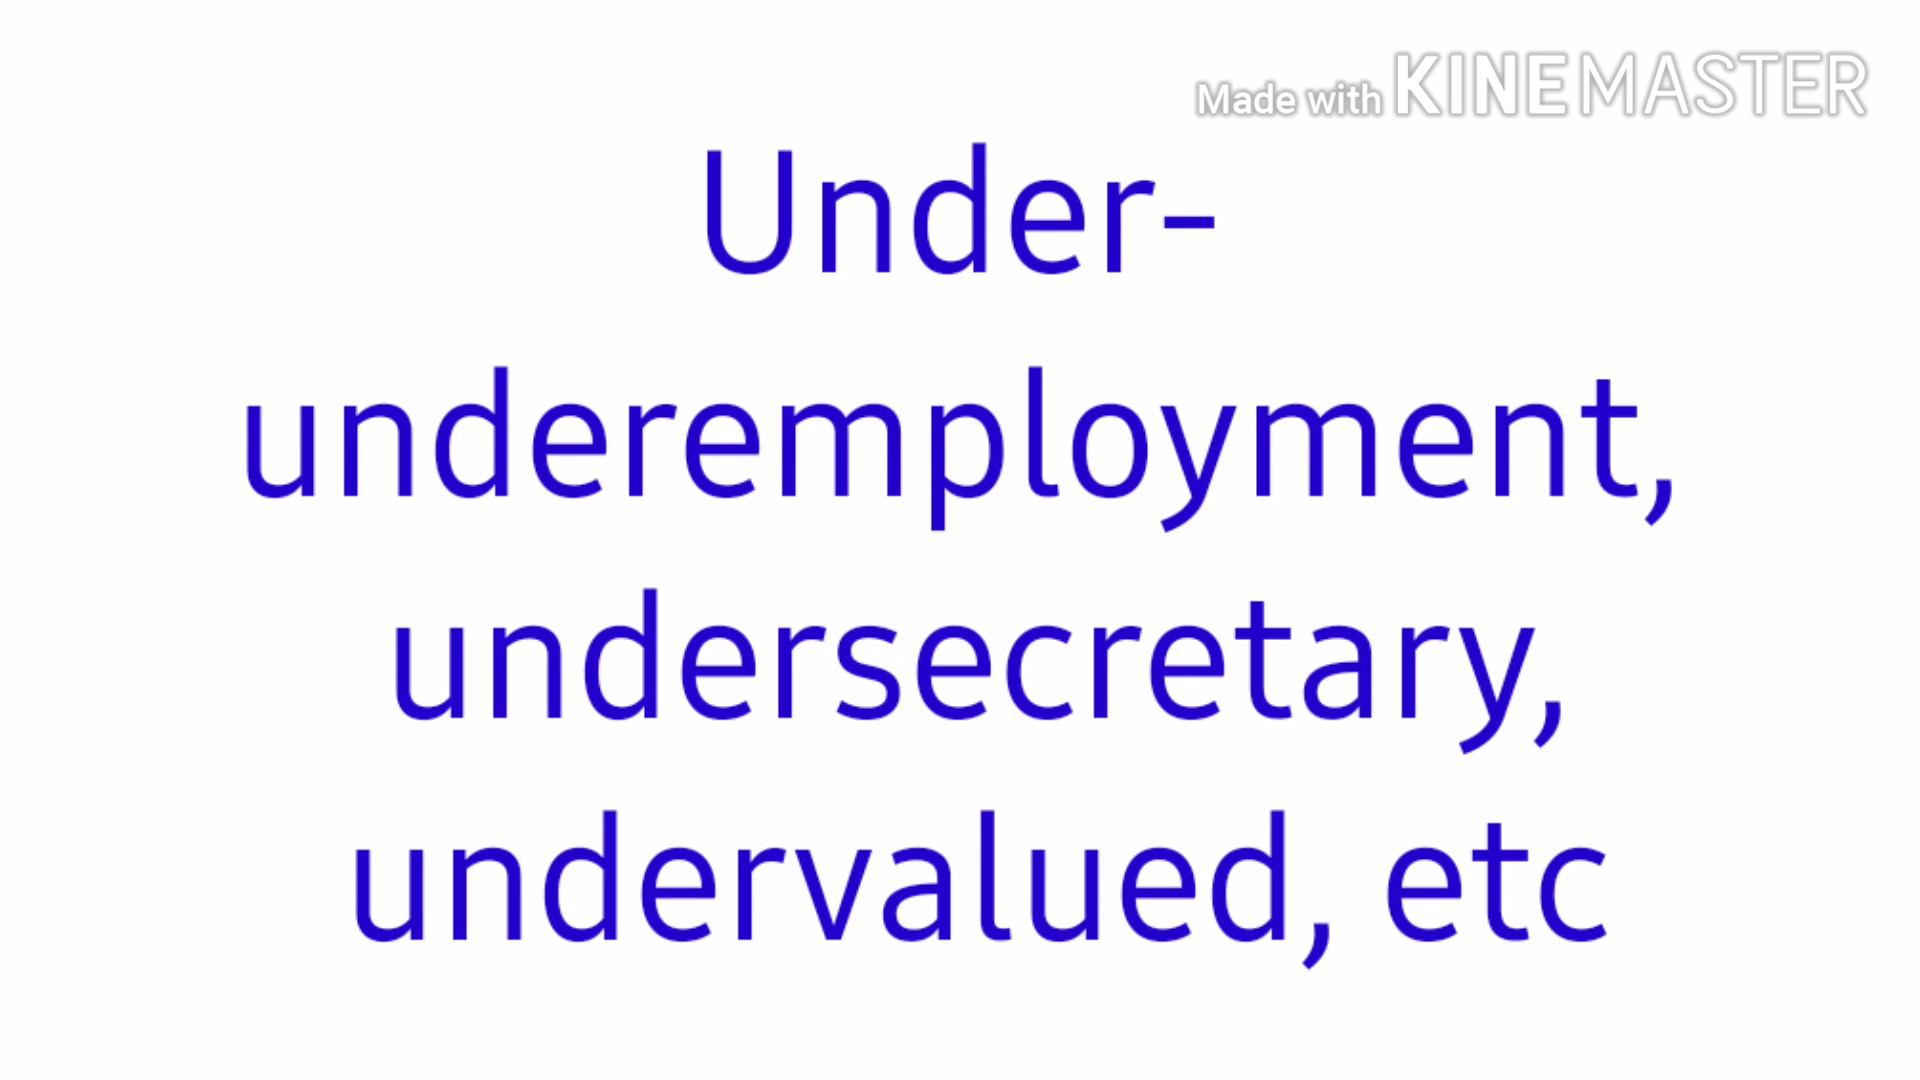 Made with KINEMASTER
Under-
underemployment,
undersecretary,
undervalued, etc